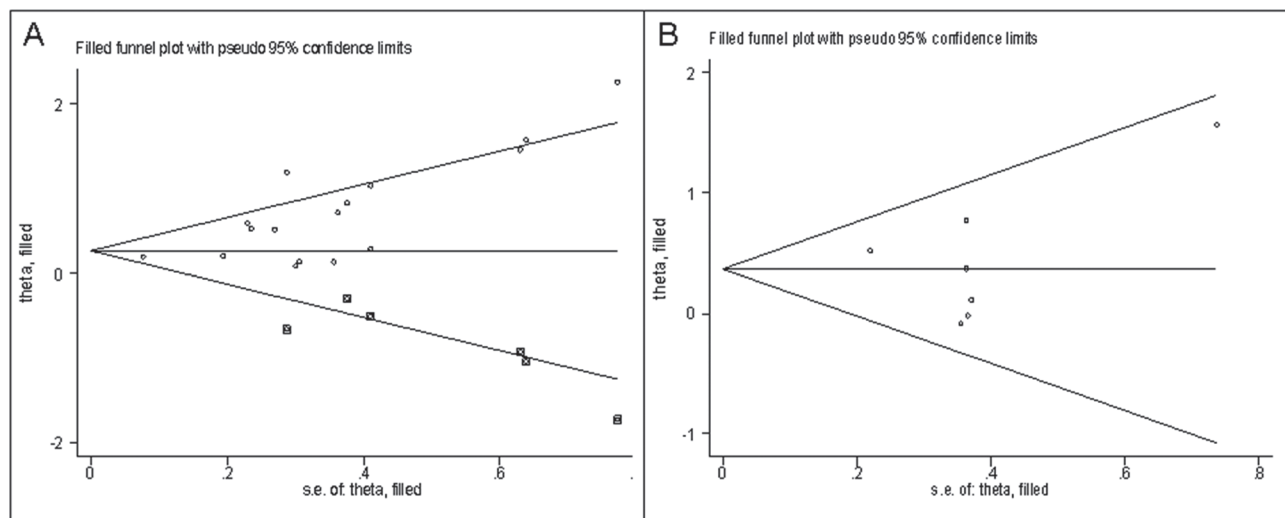 A
Filled funnel plot with pseudo 95% confidence limits
theta, filled
2
0
-2
0
.2
.4
.6
.
s.e. of: theta, filled
B
Filled funnel plot with pseudo 95% confidence limits
theta, filled
2
1
0
-1
0
.2
.4
.6
.8
s.e. of: theta, filled